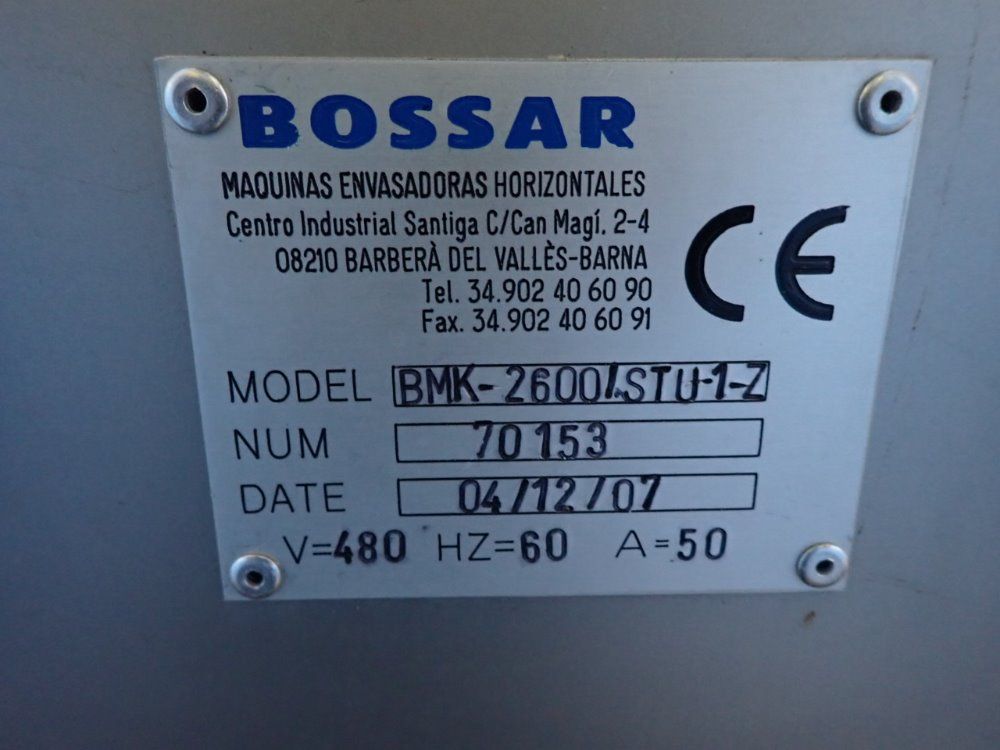 BOSSAR
MAQUINAS ENVASADORAS HORIZONTALES
Centro Industrial Santiga C/Can Magí. 2-4
08210 BARBERÀ DEL VALLÈS-BARNA
Tel. 34.902 40 60 90
Fax. 34.902 40 60 91
CE
MODEL BMK-2600/.STU-1-Z
NUM 70153
DATE 04/12/07
V=480 HZ=60 A=50